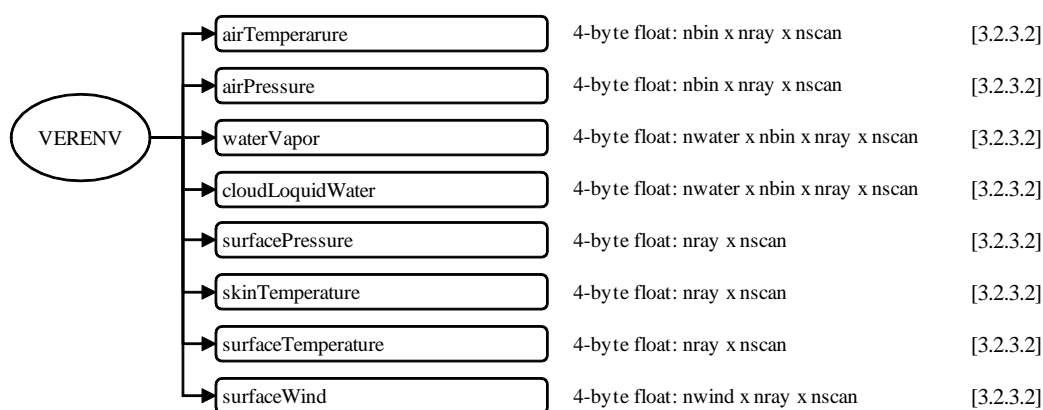 airTemperarure 4-byte float: nbin x nray x nscan [3.2.3.2]
airPressure 4-byte float: nbin x nray x nscan [3.2.3.2]
VERENV
waterVapor 4-byte float: nwater x nbin x nray x nscan [3.2.3.2]
cloudLoquidWater 4-byte float: nwater x nbin x nray x nscan [3.2.3.2]
surfacePressure 4-byte float: nray x nscan [3.2.3.2]
skinTemperature 4-byte float: nray x nscan [3.2.3.2]
surfaceTemperature 4-byte float: nray x nscan [3.2.3.2]
surfaceWind 4-byte float: nwind x nray x nscan [3.2.3.2]